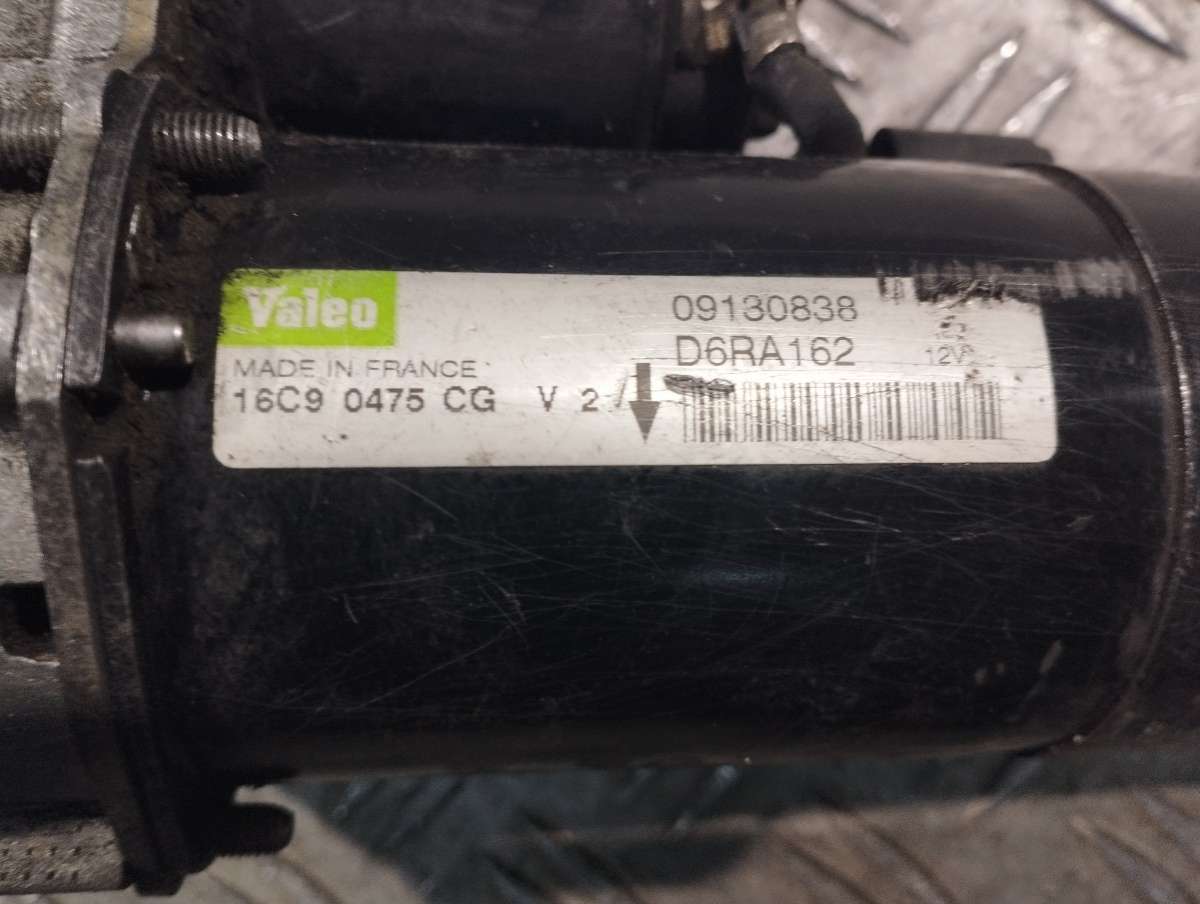 Valeo
09130838
D6RA162
12V
MADE IN FRANCE
16C9 0475 CG V 2